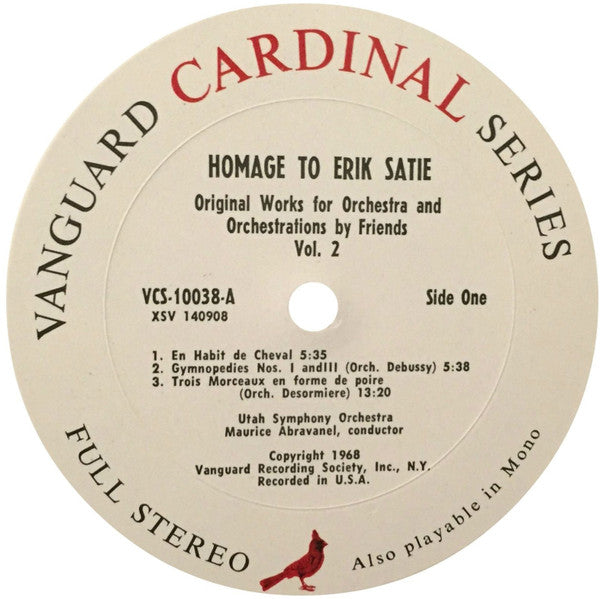 VANGUARD CARDINAL SERIES
HOMAGE TO ERIK SATIE
Original Works for Orchestra and
Orchestrations by Friends
Vol. 2
VCS-10038-A
XSV 140908
Side One
1. En Habit de Cheval 5:35
2. Gymnopedies Nos. I andIII (Orch. Debussy) 5:38
3. Trois Morceaux en forme de poire
(Orch. Desormiere) 13:20
Utah Symphony Orchestra
Maurice Abravanel, conductor
Copyright 1968
Vanguard Recording Society, Inc., N.Y.
Recorded in U.S.A.
FULL STEREO
Also playable in Mono